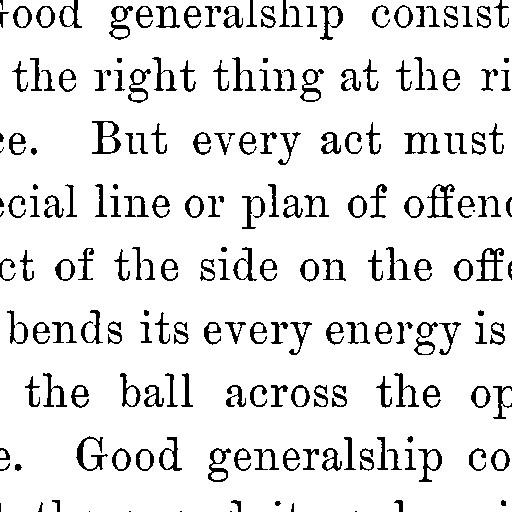 Good generalship consist
the right thing at the ri
ce. But every act must
ecial line or plan of offenc
ct of the side on the offe
bends its every energy is
the ball across the op
e. Good generalship co